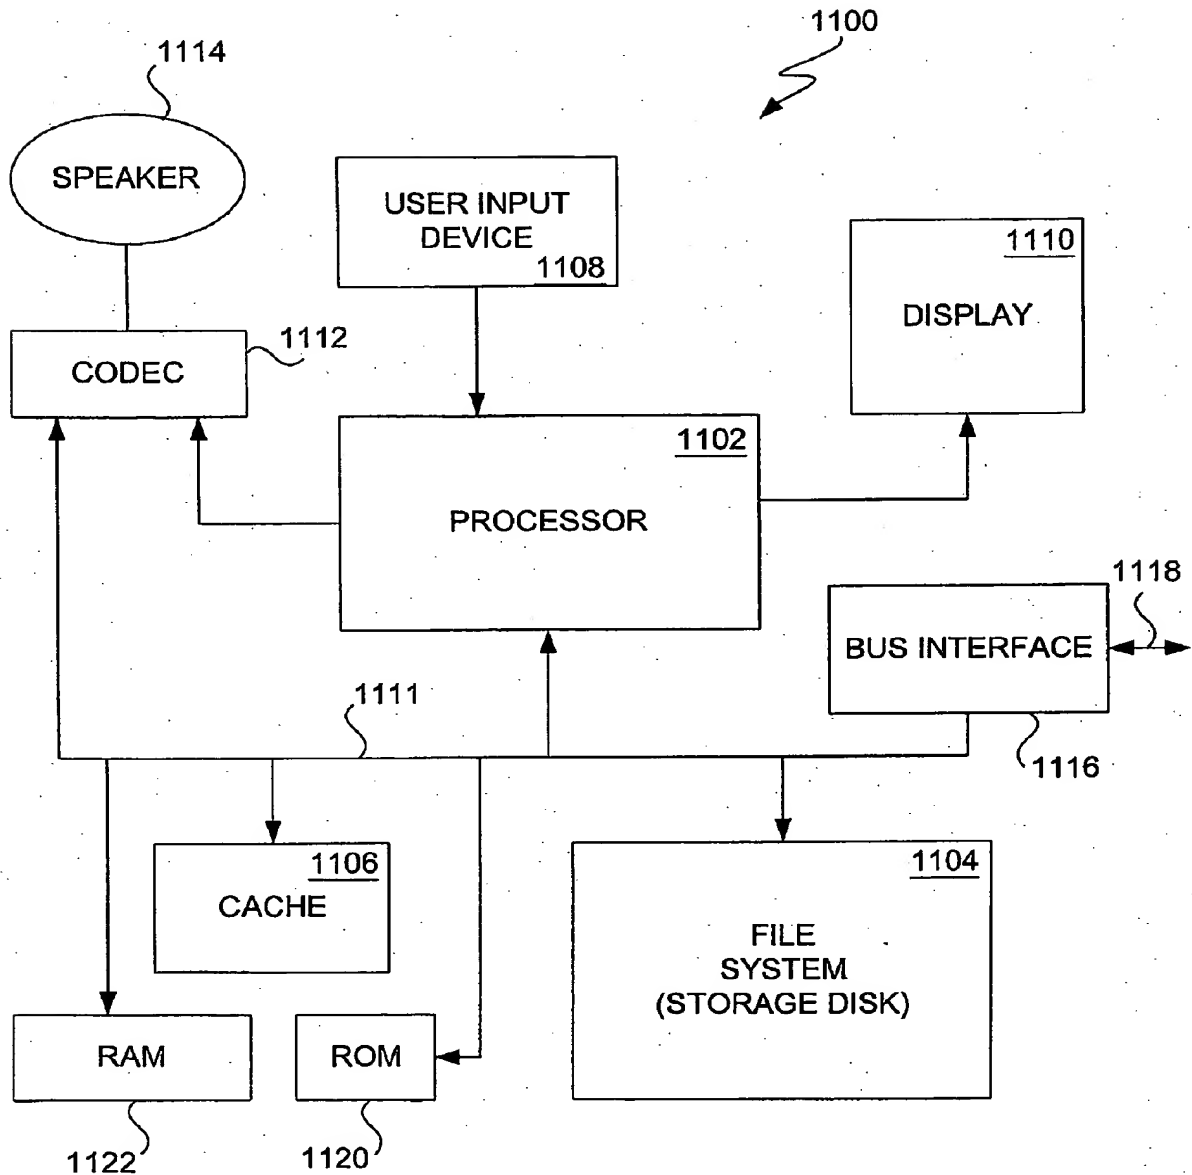 1100
1114
SPEAKER
USER INPUT
DEVICE
1108
1110
DISPLAY
1112
CODEC
1102
PROCESSOR
1118
BUS INTERFACE
1111
1116
1106
CACHE
1104
FILE
SYSTEM
(STORAGE DISK)
RAM
ROM
1122
1120